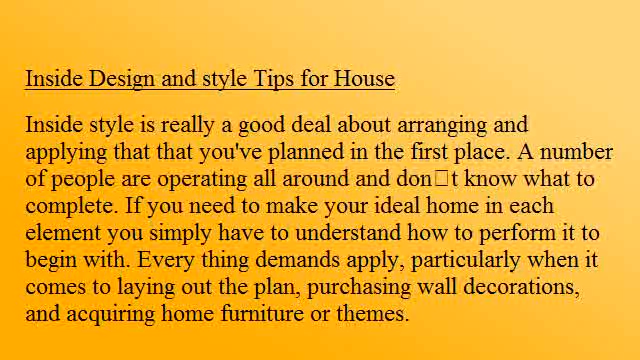 Inside Design and style Tips for House
Inside style is really a good deal about arranging and
applying that that you've planned in the first place. A number
of people are operating all around and don□t know what to
complete. If you need to make your ideal home in each
element you simply have to understand how to perform it to
begin with. Every thing demands apply, particularly when it
comes to laying out the plan, purchasing wall decorations,
and acquiring home furniture or themes.